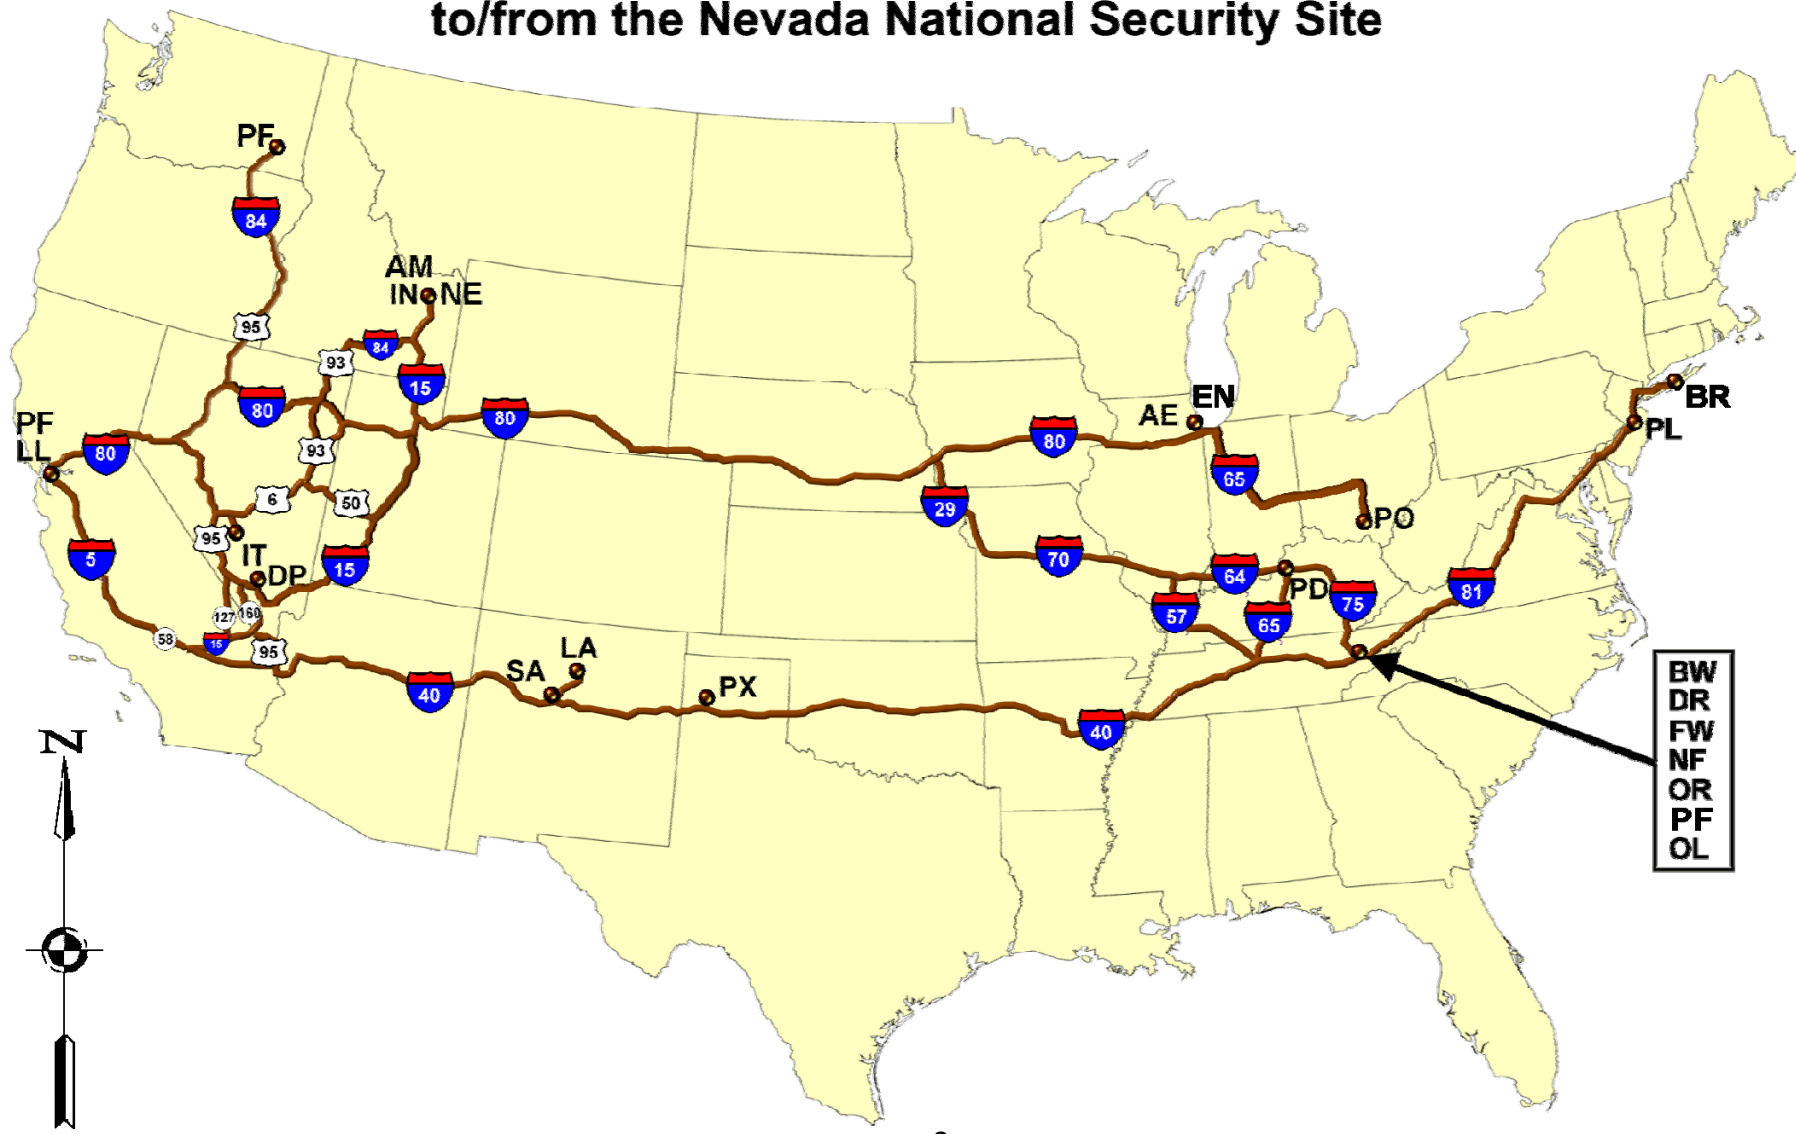 to/from the Nevada National Security Site
PF
84
AM
IN NE
95
93
84
15
80
80
PF
LL
80
93
6
50
95
IT
DP
15
5
127
160
58
15
95
80
EN
AE
65
29
PO
70
64
PD
75
57
65
81
BR
PL
SA
LA
PX
40
40
BW
DR
FW
NF
OR
PF
OL
N